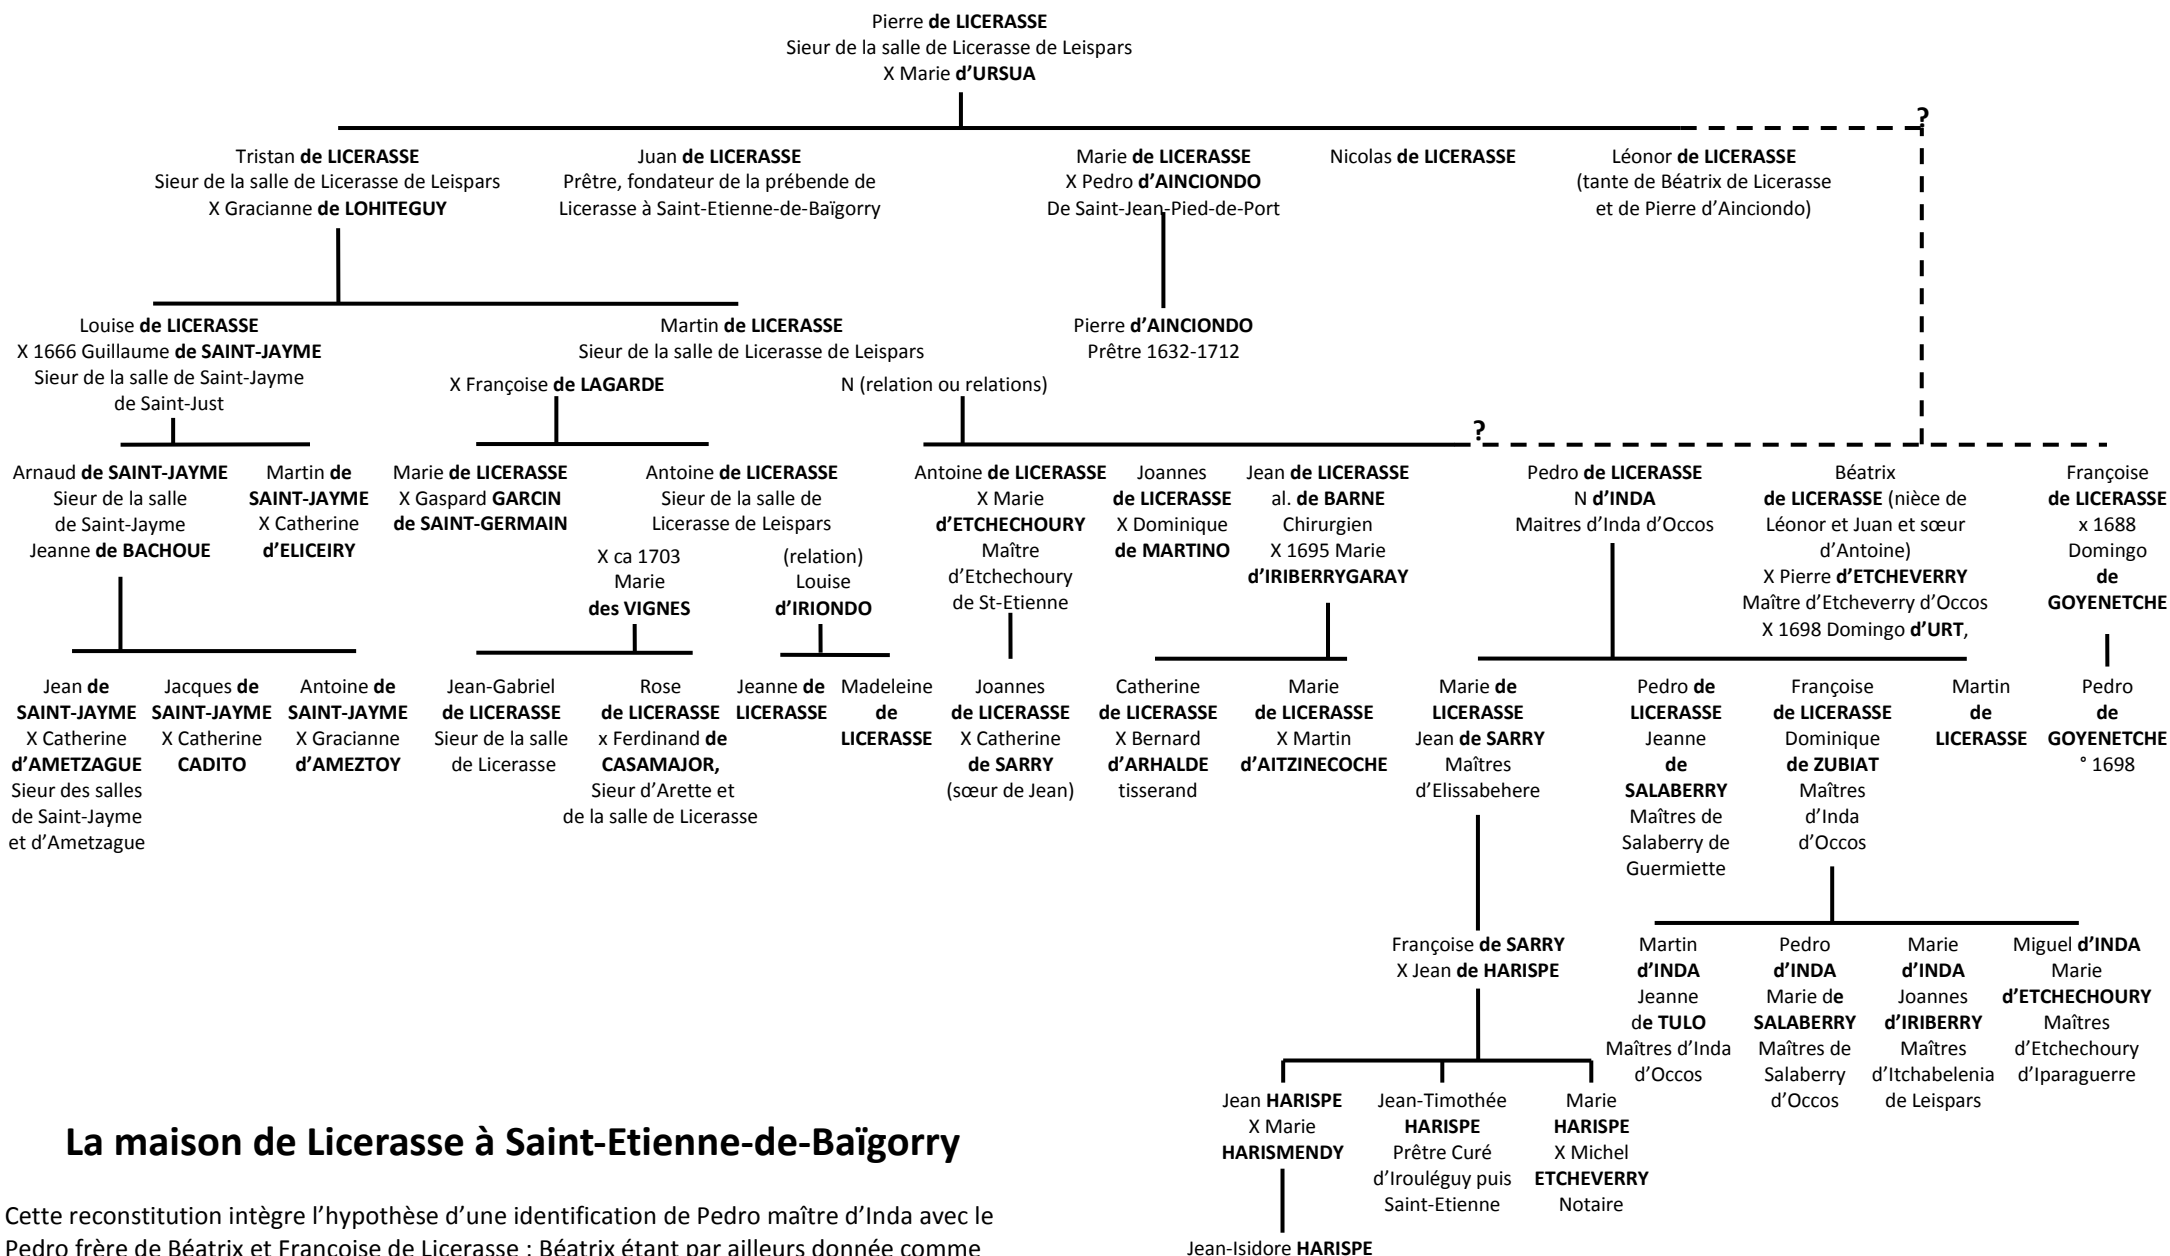 Pierre de LICERASSE
Sieur de la salle de Licerasse de Leispars
X Marie d’URSUA
?
Tristan de LICERASSE
Sieur de la salle de Licerasse de Leispars
X Gracianne de LOHITEGUY
Juan de LICERASSE
Prêtre, fondateur de la prébende de
Licerasse à Saint-Etienne-de-Baïgorry
Marie de LICERASSE
X Pedro d’AINCIONDO
De Saint-Jean-Pied-de-Port
Nicolas de LICERASSE
Léonor de LICERASSE
(tante de Béatrix de Licerasse
et de Pierre d’Ainciondo)
Louise de LICERASSE
X 1666 Guillaume de SAINT-JAYME
Sieur de la salle de Saint-Jayme
de Saint-Just
Martin de LICERASSE
Sieur de la salle de Licerasse de Leispars
X Françoise de LAGARDE
N (relation ou relations)
Pierre d’AINCIONDO
Prêtre 1632-1712
?
Arnaud de SAINT-JAYME
Sieur de la salle
de Saint-Jayme
Jeanne de BACHOUE
Martin de
SAINT-JAYME
X Catherine
d’ELICEIRY
Marie de LICERASSE
X Gaspard GARCIN
de SAINT-GERMAIN
Antoine de LICERASSE
Sieur de la salle de
Licerasse de Leispars
X ca 1703
Marie
des VIGNES
(relation)
Louise
d’IRIONDO
Antoine de LICERASSE
X Marie
d’ETCHECHOURY
Maître
d’Etchechoury
de St-Etienne
Joannes
de LICERASSE
X Dominique
de MARTINO
Jean de LICERASSE
al. de BARNE
Chirurgien
X 1695 Marie
d’IRIBERRYGARAY
Pedro de LICERASSE
N d’INDA
Maitres d’Inda d’Occos
Béatrix
de LICERASSE (nièce de
Léonor et Juan et sœur
d’Antoine)
X Pierre d’ETCHEVERRY
Maître d’Etcheverry d’Occos
X 1698 Domingo d’URT,
Françoise
de LICERASSE
x 1688
Domingo
de
GOYENETCHE
Jean de
SAINT-JAYME
X Catherine
d’AMETZAGUE
Sieur des salles
de Saint-Jayme
et d’Ametzague
Jacques de
SAINT-JAYME
X Catherine
CADITO
Antoine de
SAINT-JAYME
X Gracianne
d’AMEZTOY
Jean-Gabriel
de LICERASSE
Sieur de la salle
de Licerasse
Rose
de LICERASSE
x Ferdinand de
CASAMAJOR,
Sieur d’Arette et
de la salle de Licerasse
Jeanne de
LICERASSE
Madeleine
de
LICERASSE
Joannes
de LICERASSE
X Catherine
de SARRY
(sœur de Jean)
Catherine
de LICERASSE
X Bernard
d’ARHALDE
tisserand
Marie
de LICERASSE
X Martin
d’AITZINECOCHE
Marie de
LICERASSE
Jean de SARRY
Maîtres
d’Elissabehere
Pedro de
LICERASSE
Jeanne
de
SALABERRY
Maîtres de
Salaberry de
Guermiette
Françoise
de LICERASSE
Dominique
de ZUBIAT
Maîtres
d’Inda
d’Occos
Martin
de
LICERASSE
Pedro
de
GOYENETCHE
° 1698
Françoise de SARRY
X Jean de HARISPE
Martin
d’INDA
Jeanne
de TULO
Maîtres d’Inda
d’Occos
Pedro
d’INDA
Marie de
SALABERRY
Maîtres de
Salaberry
d’Occos
Marie
d’INDA
Joannes
d’IRIBERRY
Maîtres
d’Itchabelenia
de Leispars
Miguel d’INDA
Marie
d’ETCHECHOURY
Maîtres
d’Etchechoury
d’Iparaguerre
Jean HARISPE
X Marie
HARISMENDY
Jean-Timothée
HARISPE
Prêtre Curé
d’Irouléguy puis
Saint-Etienne
Marie
HARISPE
X Michel
ETCHEVERRY
Notaire
Jean-Isidore HARISPE
La maison de Licerasse à Saint-Etienne-de-Baïgorry
Cette reconstitution intègre l’hypothèse d’une identification de Pedro maître d’Inda avec le
Pedro frère de Béatrix et Françoise de Licerasse ; Béatrix étant par ailleurs donnée comme